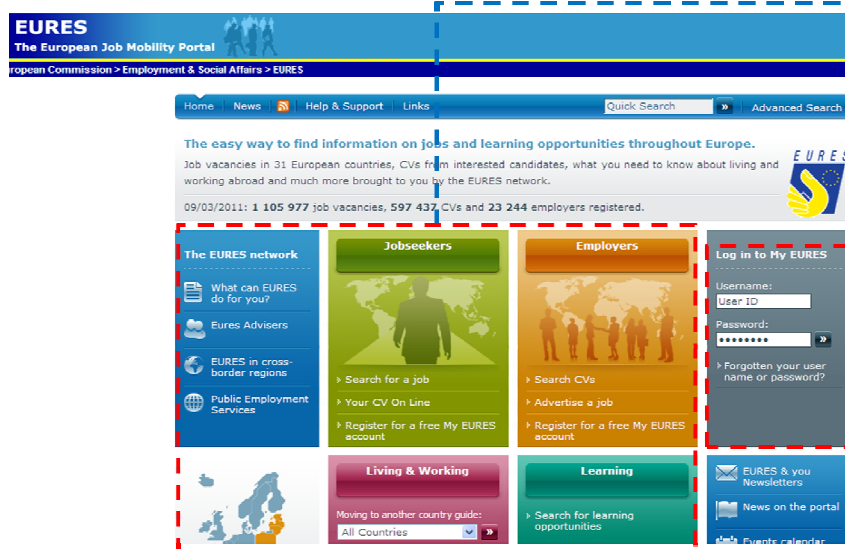 EURES
The European Job Mobility Portal
ropean Commission > Employment & Social Affairs > EURES
Home News Help & Support Links Quick Search » Advanced Search
The easy way to find information on jobs and learning opportunities throughout Europe.
Job vacancies in 31 European countries, CVs from interested candidates, what you need to know about living and
working abroad and much more brought to you by the EURES network.
09/03/2011: 1 105 977 job vacancies, 597 437 CVs and 23 244 employers registered.
EURES
The EURES network
What can EURES
do for you?
Eures Advisers
EURES in cross-
border regions
Public Employment
Services
Jobseekers
Search for a job
Your CV On Line
Register for a free My EURES
account
Employers
Search CVs
Advertise a job
Register for a free My EURES
account
Log in to My EURES
Username:
User ID
Password:
••••••••  »
Forgotten your user
name or password?
Living & Working
Moving to another country guide:
All Countries »
Learning
Search for learning
opportunities
EURES & you
Newsletters
News on the portal
Events calendar